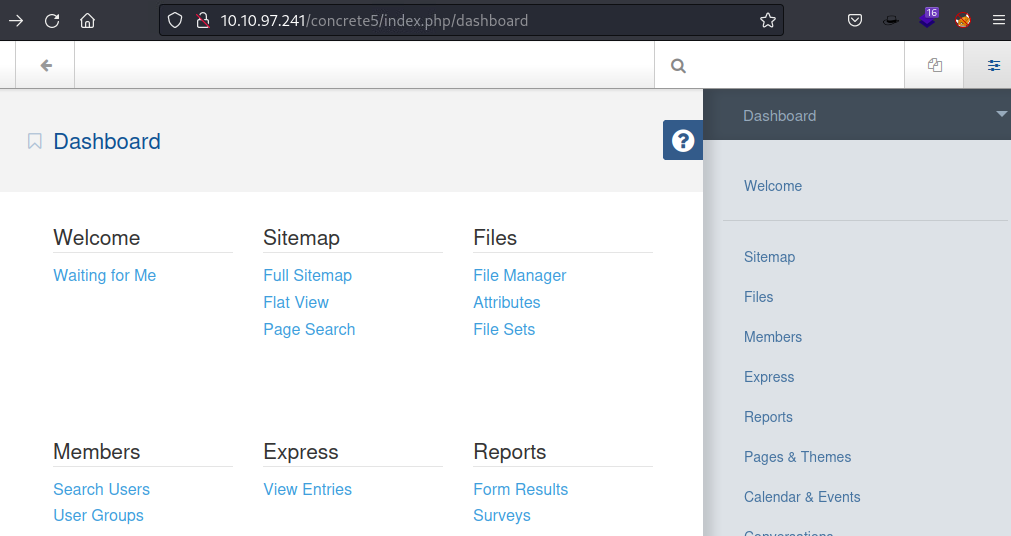 10.10.97.241/concrete5/index.php/dashboard
16
Dashboard
Welcome
Waiting for Me
Sitemap
Full Sitemap
Flat View
Page Search
Files
File Manager
Attributes
File Sets
Members
Search Users
User Groups
Express
View Entries
Reports
Form Results
Surveys
Dashboard
Welcome
Sitemap
Files
Members
Express
Reports
Pages & Themes
Calendar & Events
Conversations